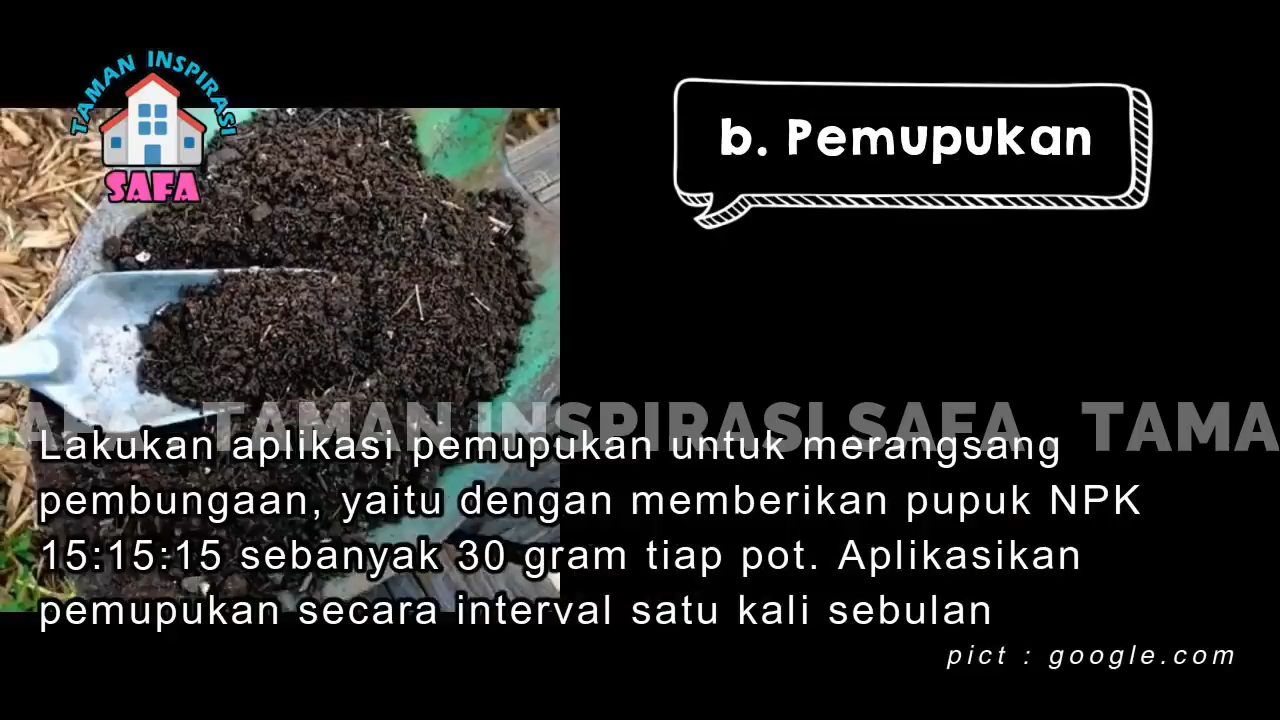 TAMAN INSPIRASI
SAFA
b. Pemupukan
TAMAN INSPIRASI SAFA TAMA
Lakukan aplikasi pemupukan untuk merangsang
pembungaan, yaitu dengan memberikan pupuk NPK
15:15:15 sebanyak 30 gram tiap pot. Aplikasikan
pemupukan secara interval satu kali sebulan
pict : google.com